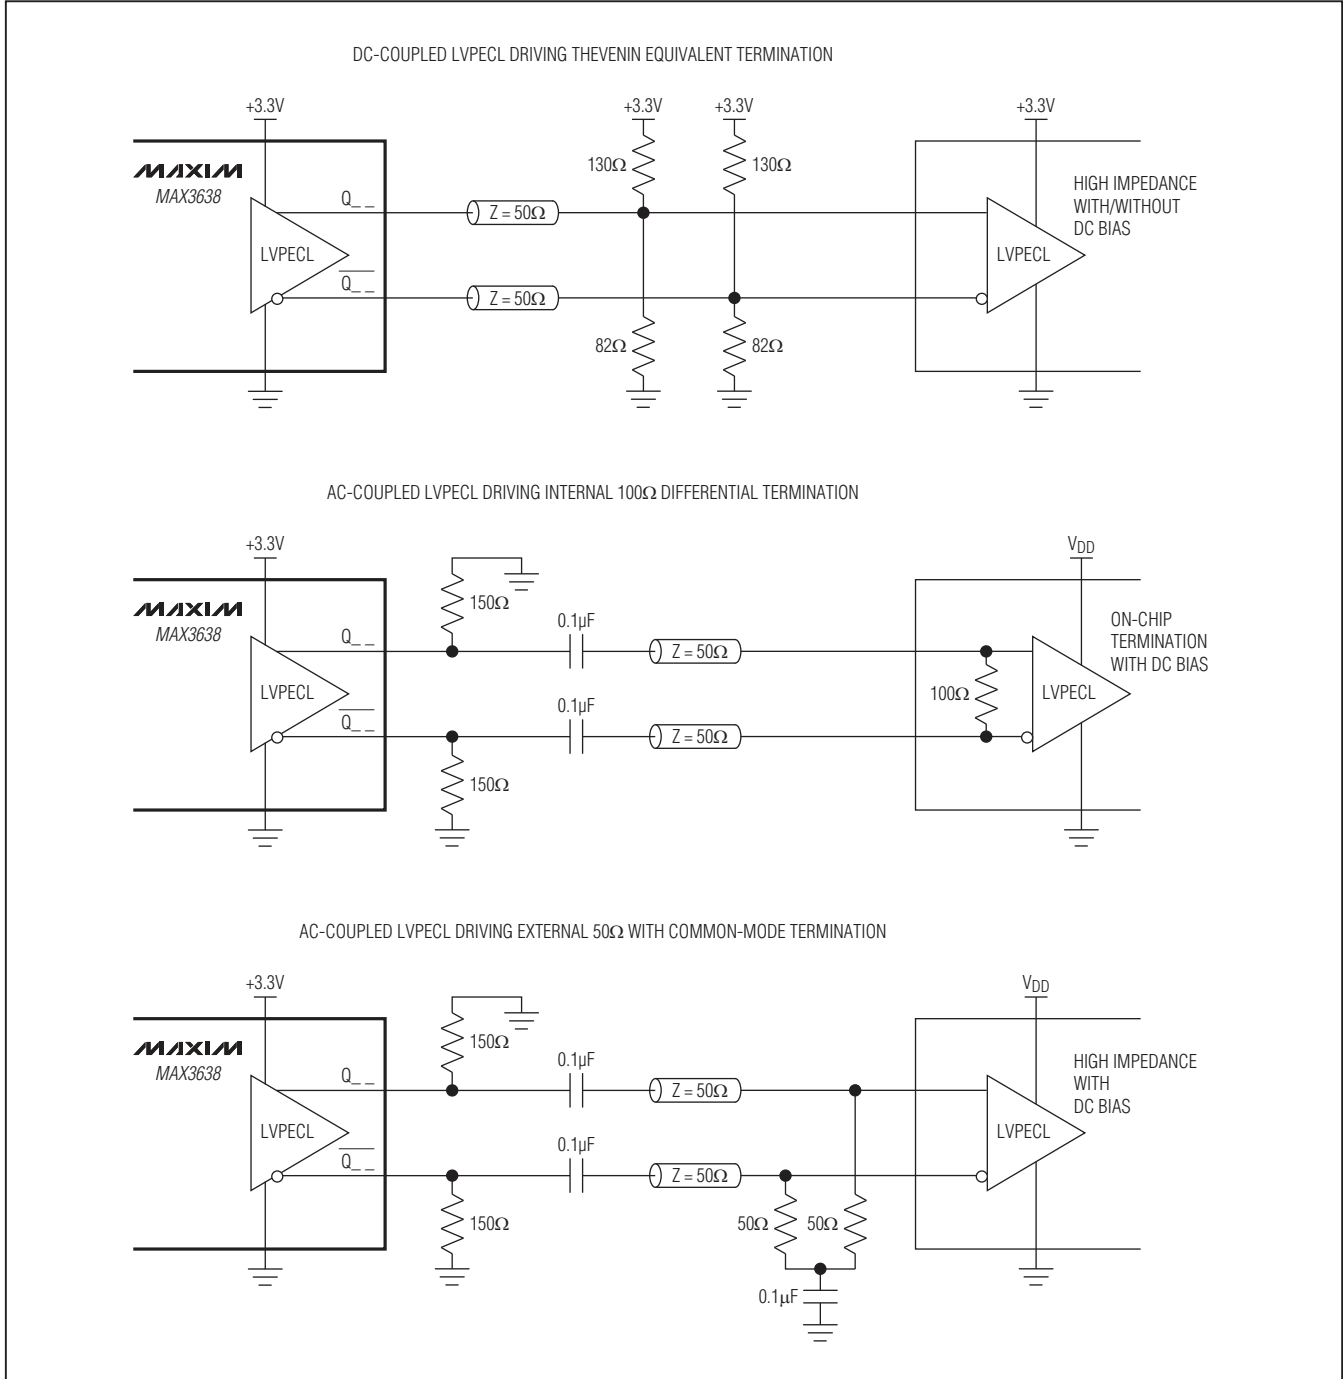 DC-COUPLED LVPECL DRIVING THEVENIN EQUIVALENT TERMINATION
+3.3V
+3.3V
+3.3V
+3.3V
MAXIM
MAX3638
130Ω
130Ω
HIGH IMPEDANCE
WITH/WITHOUT
DC BIAS
Q_ _
Z = 50Ω
LVPECL
LVPECL
Q_ _
Z = 50Ω
82Ω
82Ω
AC-COUPLED LVPECL DRIVING INTERNAL 100Ω DIFFERENTIAL TERMINATION
+3.3V
VDD
MAXIM
MAX3638
150Ω
0.1µF
ON-CHIP
TERMINATION
WITH DC BIAS
Q_ _
Z = 50Ω
LVPECL
100Ω
LVPECL
0.1µF
Q_ _
Z = 50Ω
150Ω
AC-COUPLED LVPECL DRIVING EXTERNAL 50Ω WITH COMMON-MODE TERMINATION
+3.3V
VDD
MAXIM
MAX3638
150Ω
0.1µF
HIGH IMPEDANCE
WITH
DC BIAS
Q_ _
Z = 50Ω
LVPECL
LVPECL
0.1µF
Q_ _
Z = 50Ω
150Ω
50Ω
50Ω
0.1µF